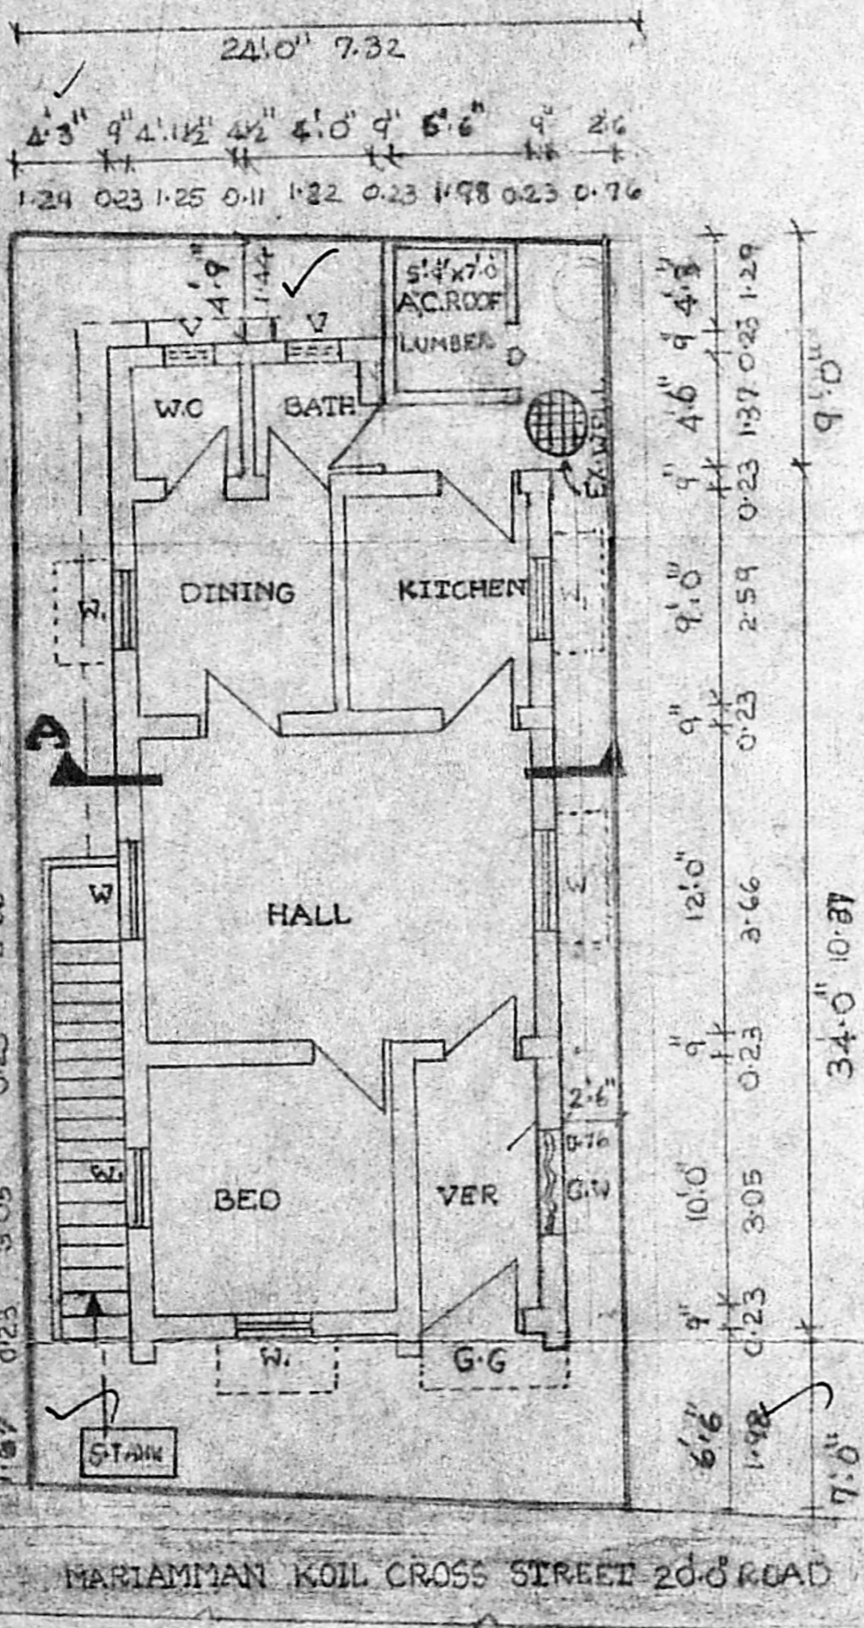 24'.0" 7.32
4'.3" 9" 4'.1½" 4½" 4'.0" 9" 6'.6" 9" 2'6
1.29 0.23 1.25 0.11 1.22 0.23 1.98 0.23 0.76
4'.9" 1.44
5'.4"x7'.0
A.C.ROOF
LUMBER
V V
W.C BATH
EX.WELL
DINING KITCHEN
W. W.
A
W HALL W
2'.6"
0.76
G.W
W. BED VER
W. G.G
S.TANK
4'.3" 1.29
9" 0.23
4'.6" 1.37
9" 0.23
9'.0" 2.59
9" 0.23
12'.0" 3.66
9" 0.23
10'.0" 3.05
9" 0.23
6'.6" 1.98
9'.0"
34'.0"
7'.0"
0.23 3.05
MARIAMMAN KOIL CROSS STREET 20'.0" ROAD